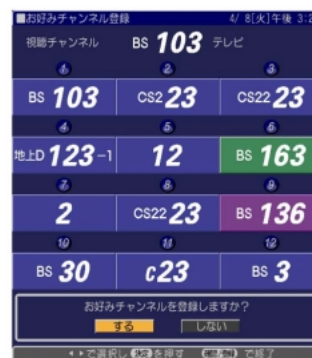 ■お好みチャンネル登録 4/ 8[火]午後 3:2
視聴チャンネル BS 103 テレビ
1 2 3
BS 103 CS2 23 CS22 23
4 5 6
地上D 123-1 12 BS 163
7 8 9
2 CS22 23 BS 136
10 11 12
BS 30 C23 BS 3
お好みチャンネルを登録しますか？
する しない
で選択し 決定 を押す で終了